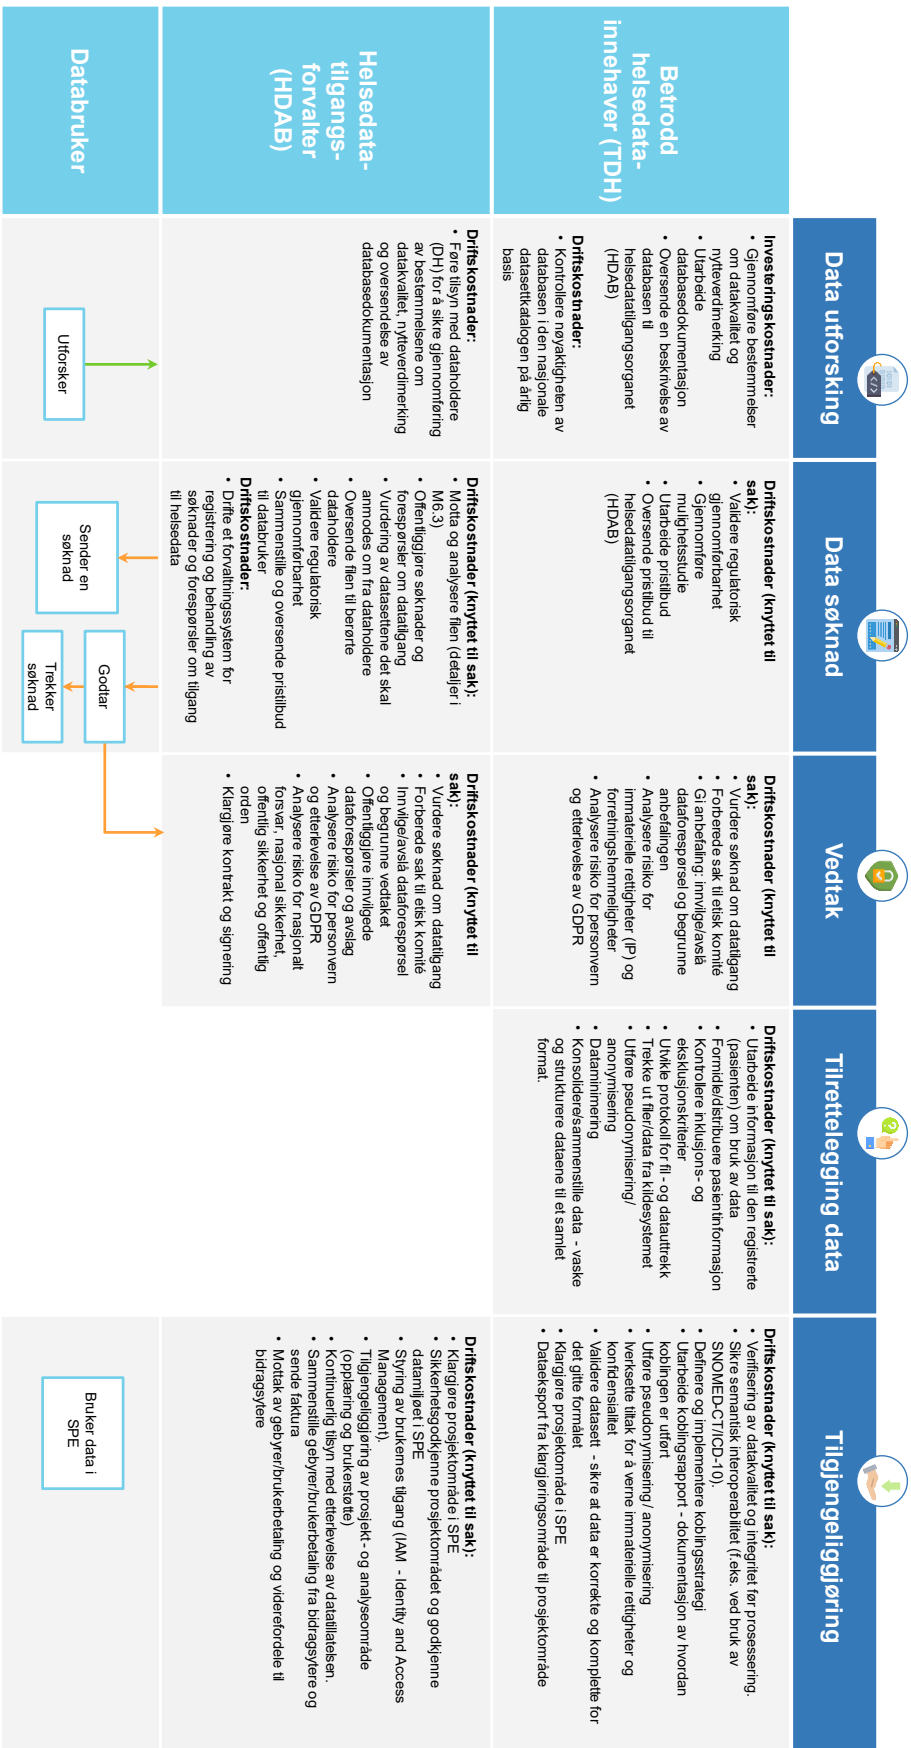 Data utforsking
Data søknad
Vedtak
Tilrettelegging data
Tilgjengeliggjøring
Betrodd
helsedata-
innehaver (TDH)
Investeringskostnader:
• Gjennomføre bestemmelser
om datakvalitet og
nytteverdimerking
• Utarbeide
databasedokumentasjon
• Oversende en beskrivelse av
databasen til
helsedatatilgangsorganet
(HDAB)
Driftskostnader:
• Kontrollere nøyaktigheten av
databasen i den nasjonale
datasettkatalogen på årlig
basis
Driftskostnader (knyttet til
sak):
• Validere regulatorisk
gjennomførbarhet
• Gjennomføre
mulighetsstudie
• Utarbeide pristilbud
• Oversende pristilbud til
helsedatatilgangsorganet
(HDAB)
Driftskostnader (knyttet til
sak):
• Vurdere søknad om datatilgang
• Forberede sak til etisk komité
• Gi anbefaling: innvilge/avslå
dataforespørsel og begrunne
anbefalingen
• Analysere risiko for
immaterielle rettigheter (IP) og
forretningshemmeligheter
• Analysere risiko for personvern
og etterlevelse av GDPR
Driftskostnader (knyttet til sak):
• Utarbeide informasjon til den registrerte
(pasienten) om bruk av data
• Formidle/distribuere pasientinformasjon
• Kontrollere inklusjons- og
eksklusjonskriterier
• Utvikle protokoll for fil- og datauttrekk
• Trekke ut filer/data fra kildesystemet
• Utføre pseudonymisering/
anonymisering
• Dataminimering
• Konsolidere/sammenstille data - vaske
og strukturere dataene til et samlet
format.
Driftskostnader (knyttet til sak):
• Verifisering av datakvalitet og integritet før prosessering.
• Sikre semantisk interoperabilitet (f.eks. ved bruk av
SNOMED-CT/ICD-10).
• Definere og implementere koblingsstrategi
• Utarbeide koblingsrapport - dokumentasjon av hvordan
koblingen er utført
• Utføre pseudonymisering/ anonymisering
• Iverksette tiltak for å verne immaterielle rettigheter og
konfidensialitet
• Validere datasett - sikre at data er korrekte og komplette for
det gitte formålet
• Klargjøre prosjektområde i SPE
• Dataeksport fra klargjøringsområde til prosjektområde
Helsedata-
tilgangs-
forvalter
(HDAB)
Driftskostnader:
• Føre tilsyn med dataholdere
(DH) for å sikre gjennomføring
av bestemmelsene om
datakvalitet, nytteverdimerking
og oversendelse av
databasedokumentasjon
Driftskostnader (knyttet til sak):
• Motta og analysere filen (detaljer i
M6.3)
• Offentliggjøre søknader og
forespørsler om datatilgang
• Vurdering av datasettene det skal
anmodes om fra dataholdere
• Oversende filen til berørte
dataholdere
• Validere regulatorisk
gjennomførbarhet
• Sammenstille og oversende pristilbud
til databruker
Driftskostnader:
• Drifte et forvaltningssystem for
registrering og behandling av
søknader og forespørsler om tilgang
til helsedata
Driftskostnader (knyttet til
sak):
• Vurdere søknad om datatilgang
• Forberede sak til etisk komité
• Innvilge/avslå dataforespørsel
og begrunne vedtaket
• Offentliggjøre innvilgede
dataforespørsler og avslag
• Analysere risiko for personvern
og etterlevelse av GDPR
• Analysere risiko for nasjonalt
forsvar, nasjonal sikkerhet,
offentlig sikkerhet og offentlig
orden
• Klargjøre kontrakt og signering
Driftskostnader (knyttet til sak):
• Klargjøre prosjektområde i SPE
• Sikkerhetsgodkjenne prosjektområdet og godkjenne
datamiljøet i SPE
• Styring av brukernes tilgang (IAM - Identity and Access
Management).
• Tilgjengeliggjøring av prosjekt- og analyseområde
(opplæring og brukerstøtte)
• Kontinuerlig tilsyn med etterlevelse av datatillatelsen.
• Sammenstille gebyrer/brukerbetaling fra bidragsytere og
sende faktura
• Mottak av gebyrer/brukerbetaling og viderefordele til
bidragsytere
Databruker
Utforsker
Sender en
søknad
Godtar
Trekker
søknad
Bruker data i
SPE